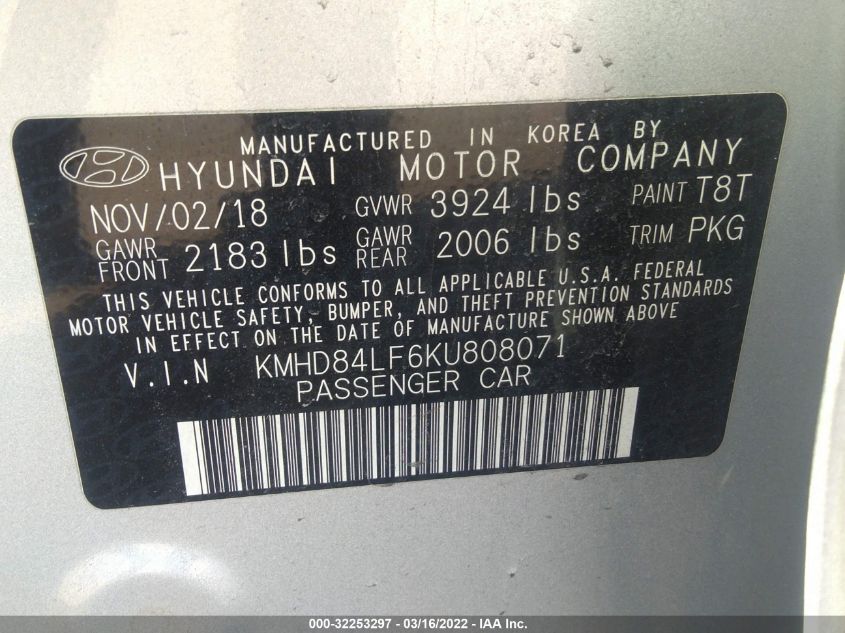 MANUFACTURED IN KOREA BY
HYUNDAI MOTOR COMPANY
NOV/02/18 GVWR 3924 lbs PAINT T8T
GAWR FRONT 2183 lbs GAWR REAR 2006 lbs TRIM PKG
THIS VEHICLE CONFORMS TO ALL APPLICABLE U.S.A. FEDERAL
MOTOR VEHICLE SAFETY, BUMPER, AND THEFT PREVENTION STANDARDS
IN EFFECT ON THE DATE OF MANUFACTURE SHOWN ABOVE.
V.I.N KMHD84LF6KU808071
PASSENGER CAR
000-32253297 - 03/16/2022 - IAA Inc.